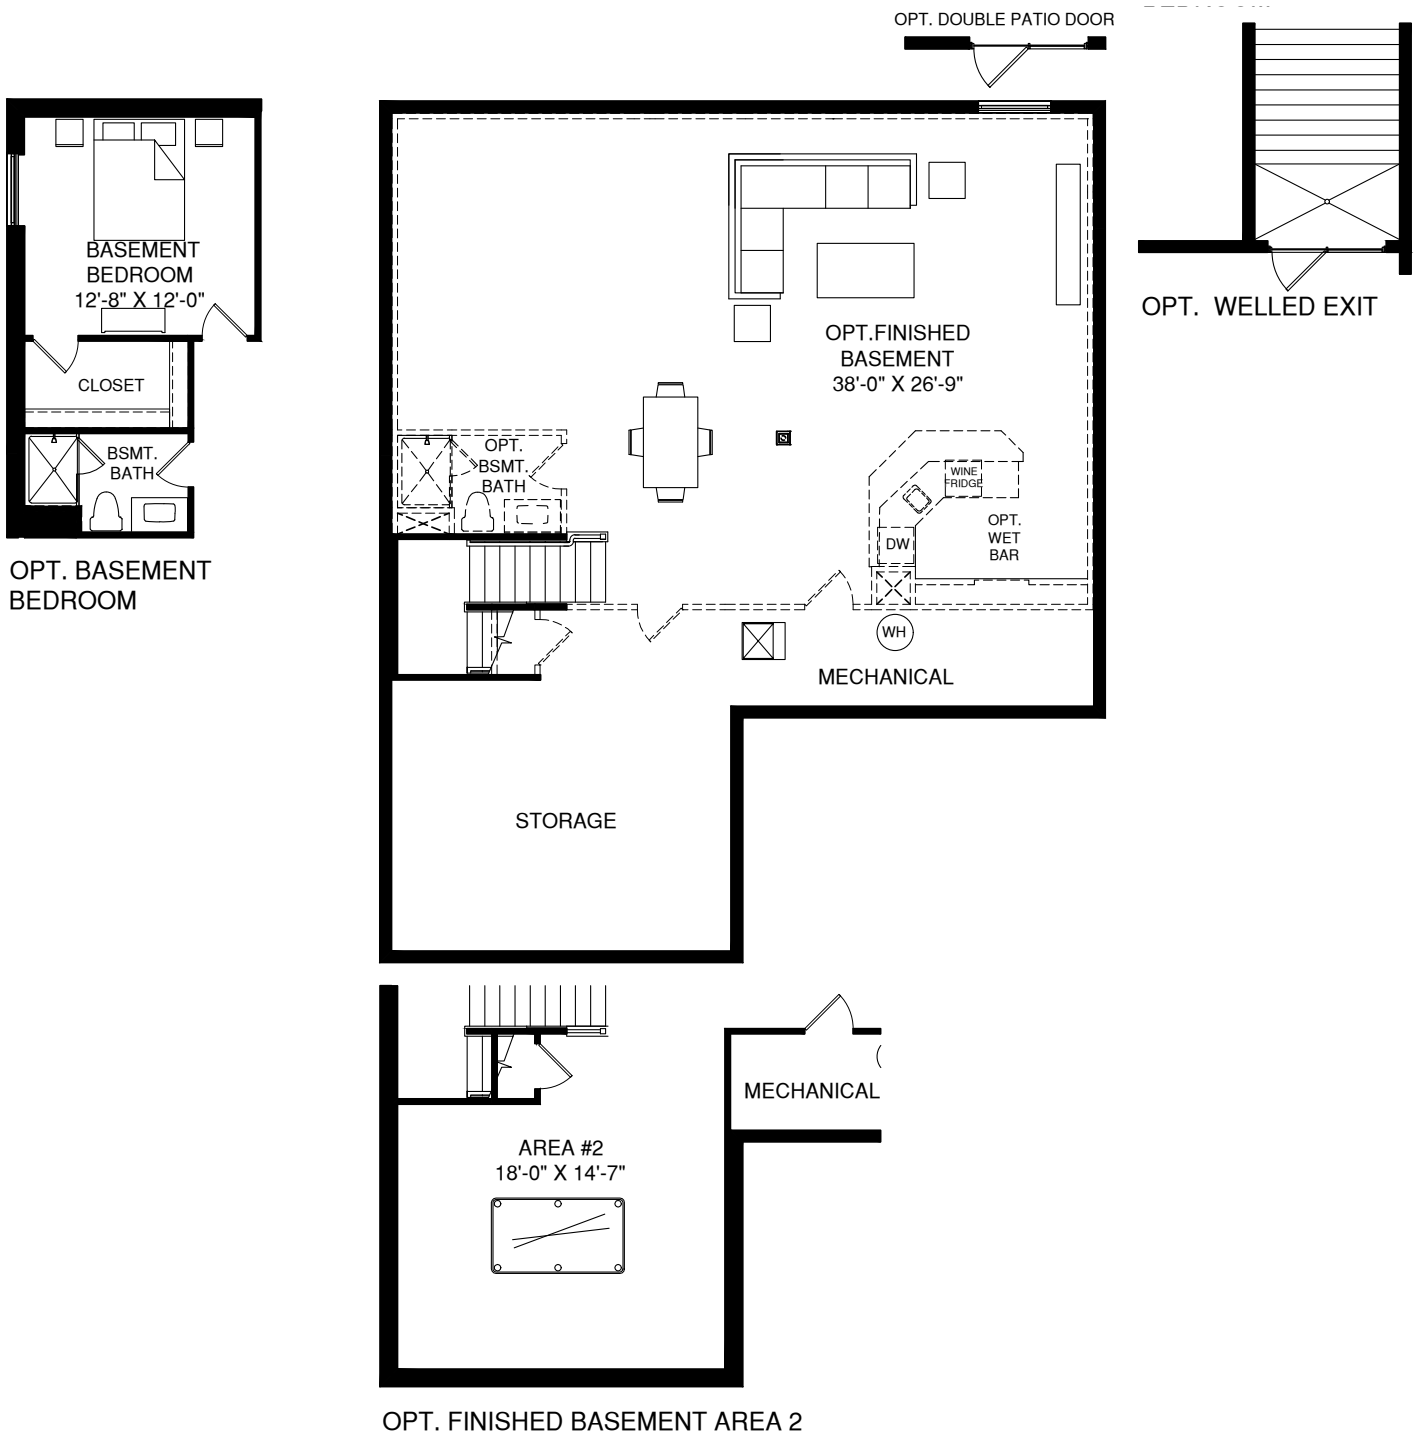 OPT. DOUBLE PATIO DOOR
BASEMENT
BEDROOM
12'-8" X 12'-0"
CLOSET
BSMT.
BATH
OPT. BASEMENT
BEDROOM
OPT. WELLED EXIT
OPT.FINISHED
BASEMENT
38'-0" X 26'-9"
OPT.
BSMT.
BATH
WINE
FRIDGE
OPT.
WET
BAR
DW
WH
MECHANICAL
STORAGE
MECHANICAL
AREA #2
18'-0" X 14'-7"
OPT. FINISHED BASEMENT AREA 2